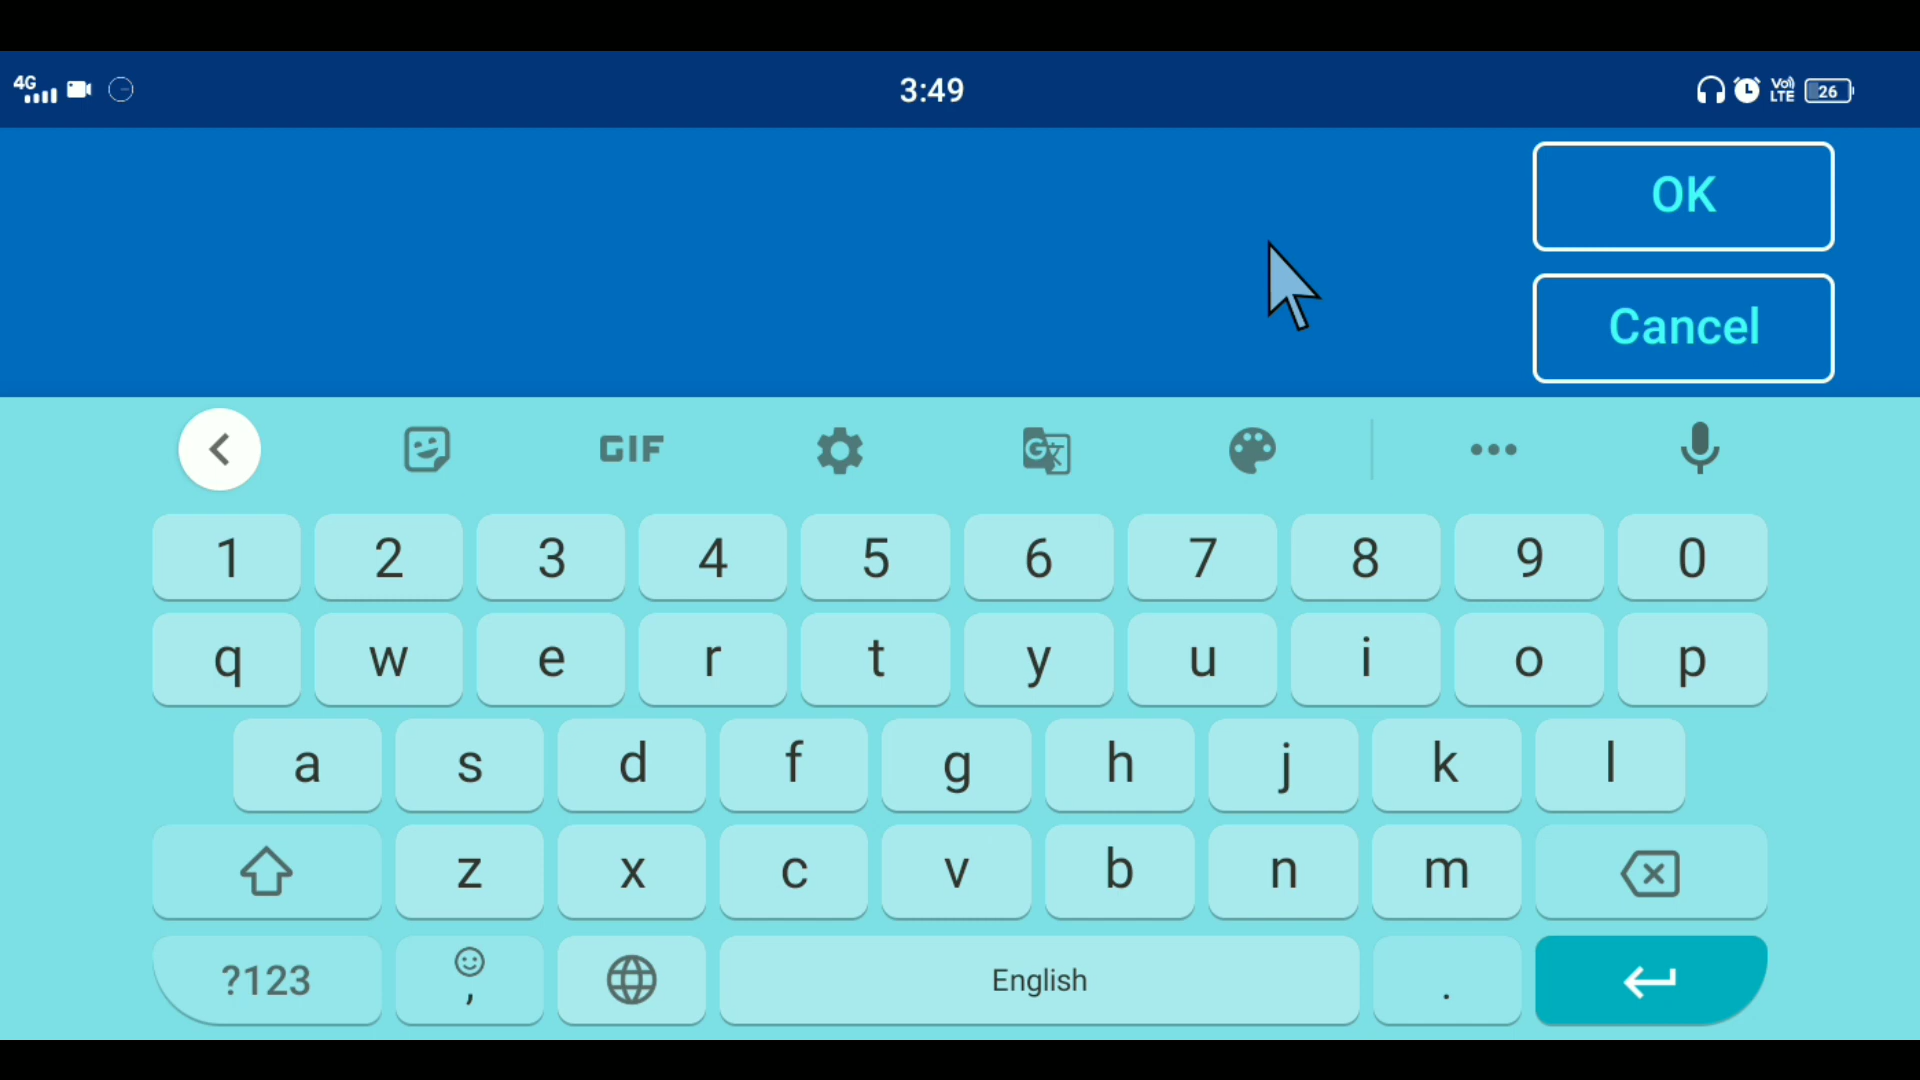 4G 3:49 Vo) LTE 26
OK
Cancel
GIF G
1 2 3 4 5 6 7 8 9 0
q w e r t y u i o p
a s d f g h j k l
z x c v b n m
?123 , English .